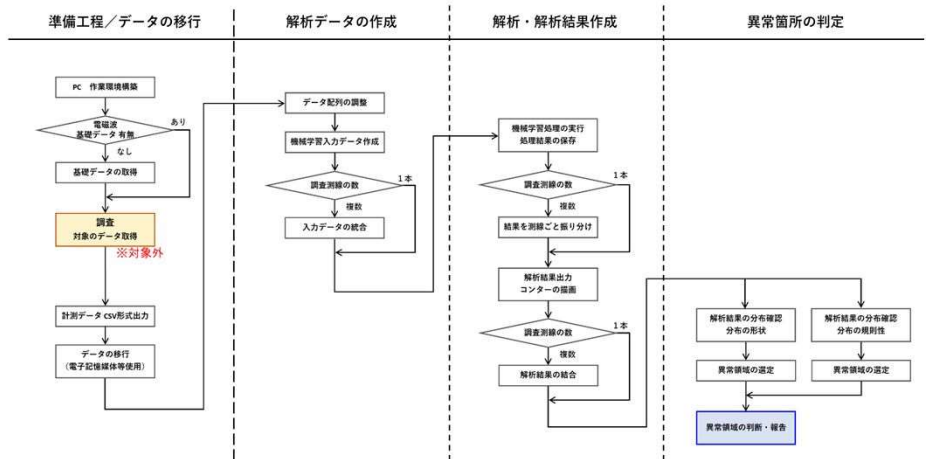 準備工程／データの移行
PC 作業環境構築
電磁波
基礎データ 有無
あり
なし
基礎データの取得
調査
対象のデータ取得
※対象外
計測データ CSV形式出力
データの移行
（電子記憶媒体等使用）
解析データの作成
データ配列の調整
機械学習入力データ作成
調査測線の数
1本
複数
入力データの統合
解析・解析結果作成
機械学習処理の実行
処理結果の保存
調査測線の数
1本
複数
結果を測線ごと振り分け
解析結果出力
コンターの描画
調査測線の数
1本
複数
解析結果の結合
異常箇所の判定
解析結果の分布確認
分布の形状
異常領域の選定
解析結果の分布確認
分布の規則性
異常領域の選定
異常領域の判断・報告